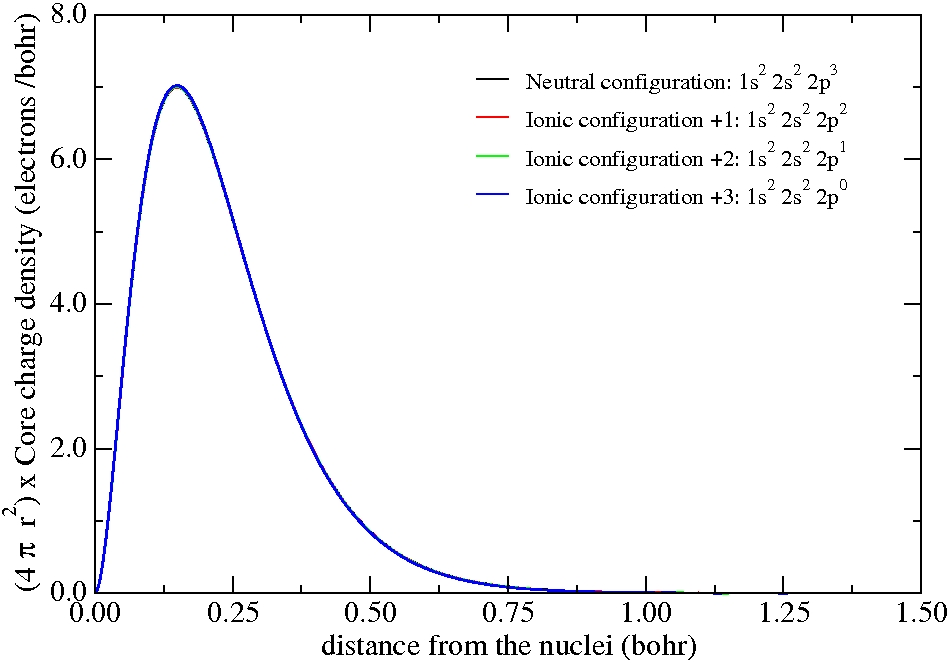 8.0
6.0
4.0
2.0
0.0
(4 π r²) x Core charge density (electrons /bohr)
Neutral configuration: 1s² 2s² 2p³
Ionic configuration +1: 1s² 2s² 2p²
Ionic configuration +2: 1s² 2s² 2p¹
Ionic configuration +3: 1s² 2s² 2p⁰
0.00 0.25 0.50 0.75 1.00 1.25 1.50
distance from the nuclei (bohr)